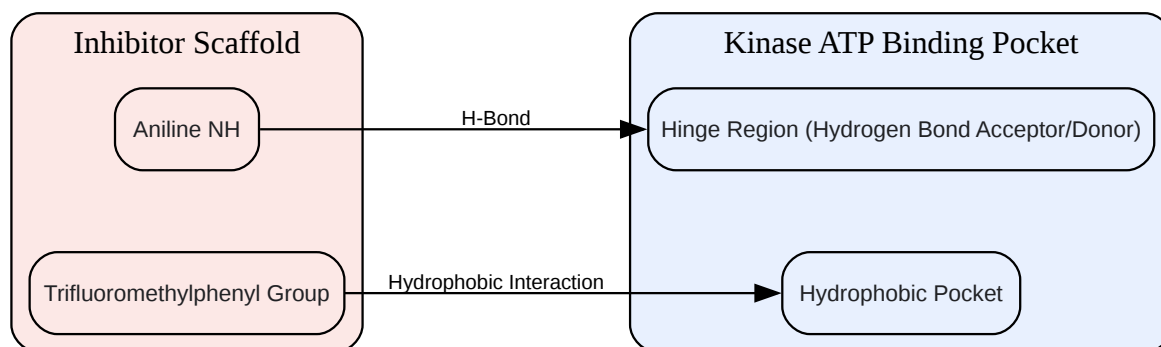 Inhibitor Scaffold
Kinase ATP Binding Pocket
Aniline NH
H-Bond
Hinge Region (Hydrogen Bond Acceptor/Donor)
Trifluoromethylphenyl Group
Hydrophobic Interaction
Hydrophobic Pocket